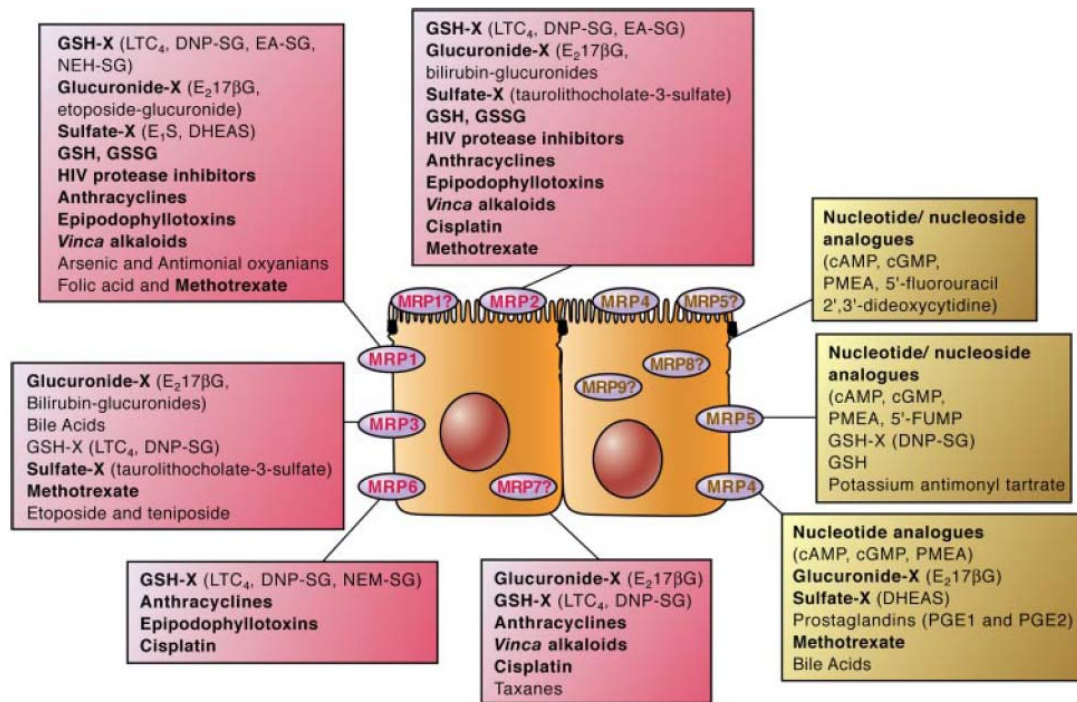 GSH-X (LTC₄, DNP-SG, EA-SG,
NEH-SG)
Glucuronide-X (E₂17βG,
etoposide-glucuronide)
Sulfate-X (E₁S, DHEAS)
GSH, GSSG
HIV protease inhibitors
Anthracyclines
Epipodophyllotoxins
Vinca alkaloids
Arsenic and Antimonial oxyanians
Folic acid and Methotrexate
GSH-X (LTC₄, DNP-SG, EA-SG)
Glucuronide-X (E₂17βG,
bilirubin-glucuronides
Sulfate-X (taurolithocholate-3-sulfate)
GSH, GSSG
HIV protease inhibitors
Anthracyclines
Epipodophyllotoxins
Vinca alkaloids
Cisplatin
Methotrexate
Nucleotide/ nucleoside
analogues
(cAMP, cGMP,
PMEA, 5'-fluorouracil
2',3'-dideoxycytidine)
MRP1?
MRP2
MRP4
MRP5?
MRP1
MRP8?
MRP9?
MRP3
MRP5
MRP6
MRP7?
MRP4
Glucuronide-X (E₂17βG,
Bilirubin-glucuronides)
Bile Acids
GSH-X (LTC₄, DNP-SG)
Sulfate-X (taurolithocholate-3-sulfate)
Methotrexate
Etoposide and teniposide
Nucleotide/ nucleoside
analogues
(cAMP, cGMP,
PMEA, 5'-FUMP
GSH-X (DNP-SG)
GSH
Potassium antimonyl tartrate
GSH-X (LTC₄, DNP-SG, NEM-SG)
Anthracyclines
Epipodophyllotoxins
Cisplatin
Glucuronide-X (E₂17βG)
GSH-X (LTC₄, DNP-SG)
Anthracyclines
Vinca alkaloids
Cisplatin
Taxanes
Nucleotide analogues
(cAMP, cGMP, PMEA)
Glucuronide-X (E₂17βG)
Sulfate-X (DHEAS)
Prostaglandins (PGE1 and PGE2)
Methotrexate
Bile Acids